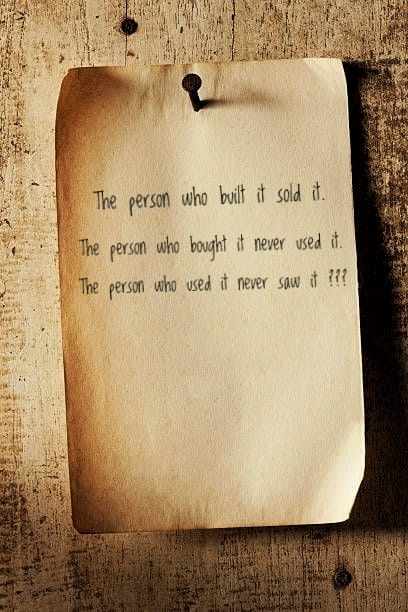 The person who built it sold it.
The person who bought it never used it.
The person who used it never saw it ???